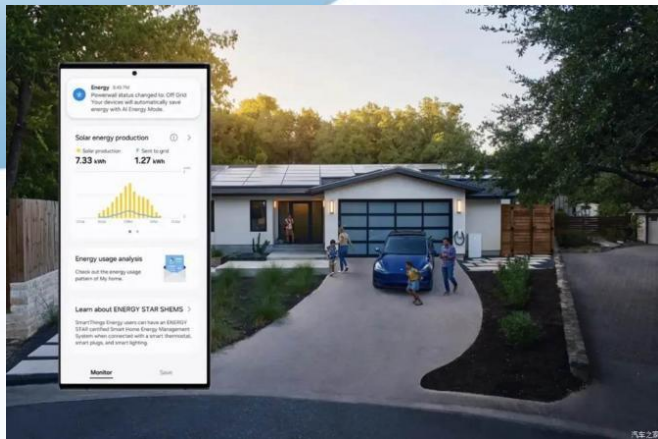 Energy 9:46 PM
Powerwall status changed to: Off Grid
Your devices will automatically save
energy with AI Energy Mode.
Solar energy production
Solar production
Sent to grid
7.33 kWh
1.27 kWh
Energy usage analysis
Check out the energy usage
pattern of My home.
Learn about ENERGY STAR SHEMS
SmartThings Energy users can have an ENERGY
STAR certified Smart Home Energy Management
System when connected with a smart thermostat,
smart plugs, and smart lighting.
Monitor
Save
汽车之家